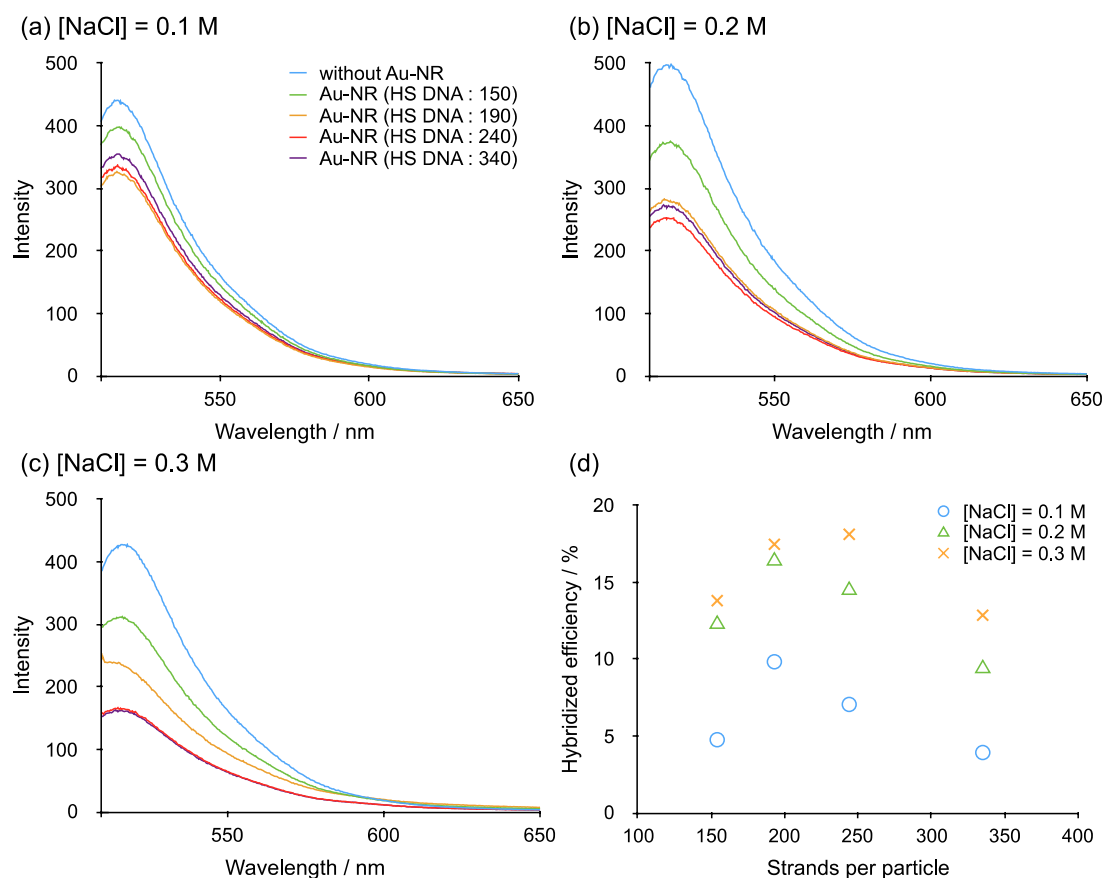 (a) [NaCl] = 0.1 M
500
400
300
200
100
0
Intensity
550
600
650
Wavelength / nm
without Au-NR
Au-NR (HS DNA : 150)
Au-NR (HS DNA : 190)
Au-NR (HS DNA : 240)
Au-NR (HS DNA : 340)
(b) [NaCl] = 0.2 M
500
400
300
200
100
0
Intensity
550
600
650
Wavelength / nm
(c) [NaCl] = 0.3 M
500
400
300
200
100
0
Intensity
550
600
650
Wavelength / nm
(d)
20
15
10
5
0
Hybridized efficiency / %
100
150
200
250
300
350
400
Strands per particle
[NaCl] = 0.1 M
[NaCl] = 0.2 M
[NaCl] = 0.3 M